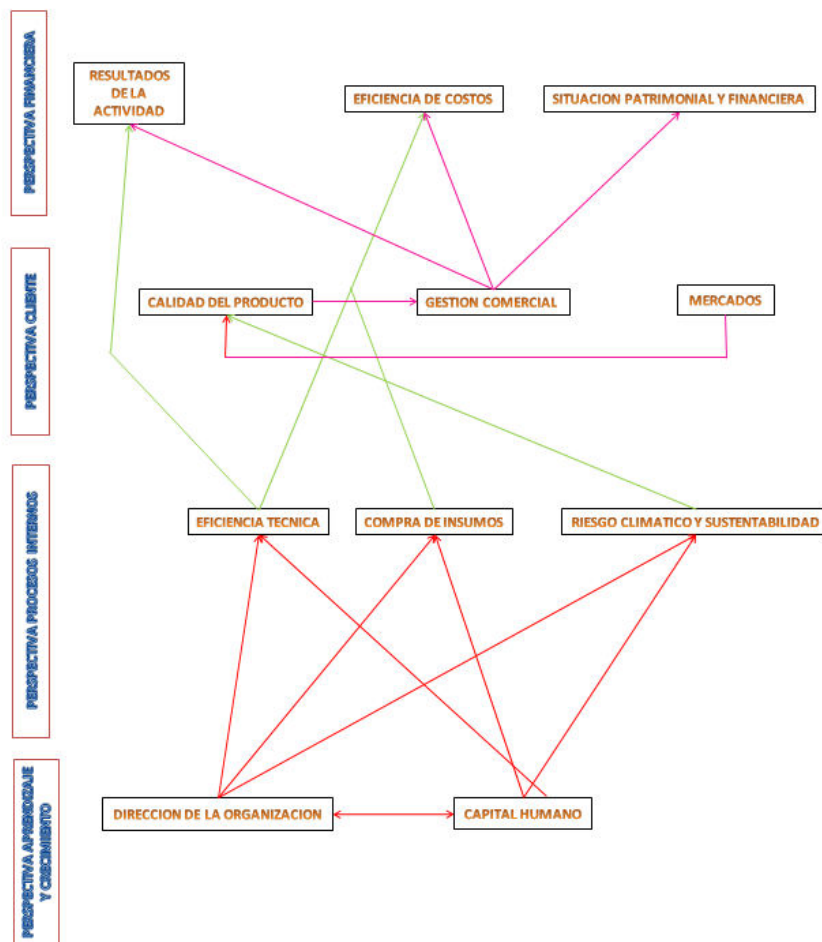 PERSPECTIVA FINANCIERA
RESULTADOS
DE LA
ACTIVIDAD
EFICIENCIA DE COSTOS
SITUACION PATRIMONIAL Y FINANCIERA
PERSPECTIVA CLIENTE
CALIDAD DEL PRODUCTO
GESTION COMERCIAL
MERCADOS
PERSPECTIVA PROCESOS INTERNOS
EFICIENCIA TECNICA
COMPRA DE INSUMOS
RIESGO CLIMATICO Y SUSTENTABILIDAD
PERSPECTIVA APRENDIZAJE
Y CRECIMIENTO
DIRECCION DE LA ORGANIZACION
CAPITAL HUMANO